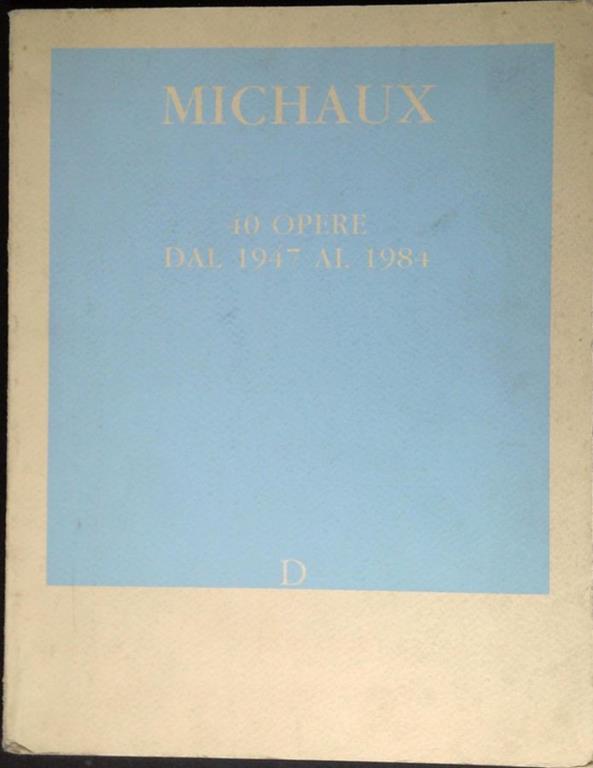 MICHAUX
40 OPERE
DAL 1947 AL 1984
D